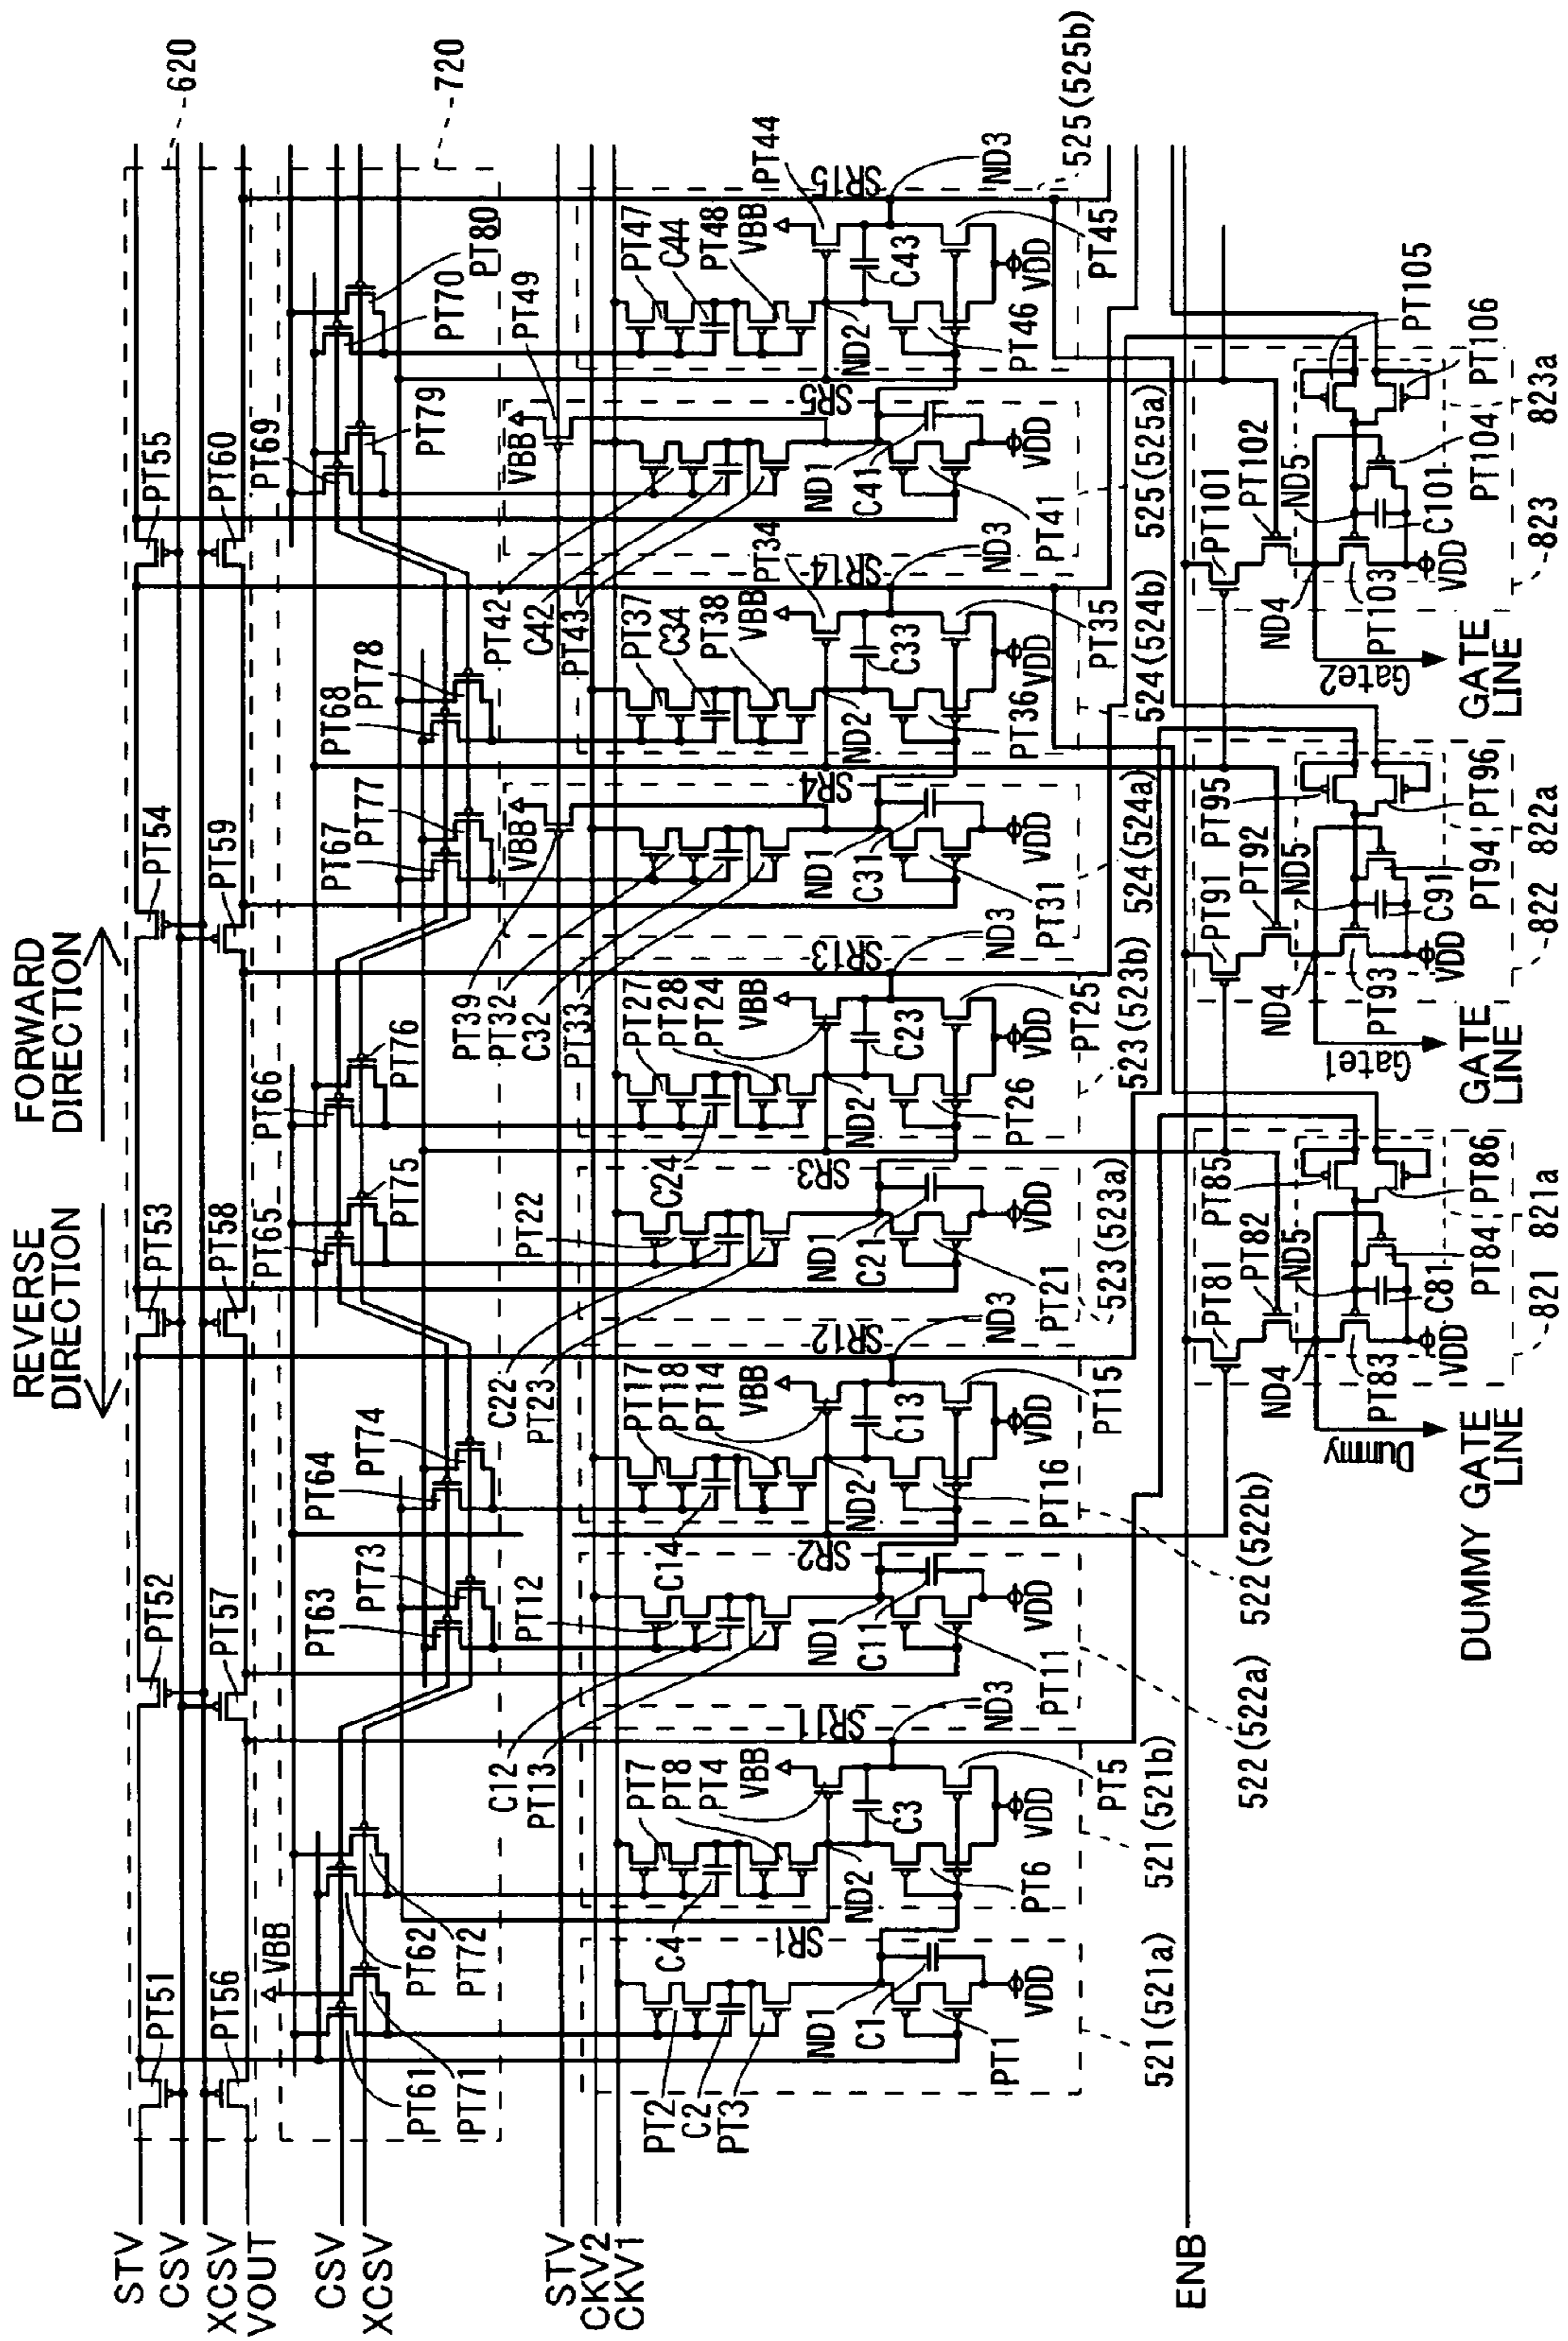 REVERSE DIRECTION
FORWARD DIRECTION
620
720
STV
CSV
XCSV
VOUT
PT51
PT52
PT53
PT54
PT55
PT56
PT57
PT58
PT59
PT60
CSV
XCSV
VBB
PT61
PT71
PT62
PT72
PT63
PT73
PT64
PT74
PT65
PT75
PT66
PT76
PT67
PT77
PT68
PT78
PT69
PT79
PT70
PT80
STV
CKV2
CKV1
PT2
C2
PT3
ND1
C1
PT1
VDD
SR1
521(521a)
C4
PT7
PT8
PT4
VBB
ND2
C3
PT6
PT5
VDD
SR11
ND3
521(521b)
C12
PT13
PT12
ND1
C11
PT11
VDD
SR2
522(522a)
C14
PT17
PT18
PT14
VBB
ND2
C13
PT16
PT15
VDD
SR12
ND3
522(522b)
C22
PT23
PT22
ND1
C21
PT21
VDD
SR3
523(523a)
C24
PT27
PT28
PT24
VBB
ND2
C23
PT26
PT25
VDD
SR13
ND3
523(523b)
PT39
PT32
C32
PT33
VBB
ND1
C31
PT31
VDD
SR4
524(524a)
PT37
C34
PT38
VBB
PT34
ND2
C33
PT36
PT35
VDD
SR14
ND3
524(524b)
PT42
C42
PT43
VBB
PT49
ND1
C41
PT41
VDD
SR5
525(525a)
PT47
C44
PT48
VBB
PT44
ND2
C43
PT46
PT45
VDD
SR15
ND3
525(525b)
ENB
DUMMY GATE LINE
Dummy
ND4
PT81
PT82
PT83
ND5
PT85
C81
PT84
PT86
VDD
821
821a
GATE LINE
Gate1
ND4
PT91
PT92
PT93
ND5
PT95
C91
PT94
PT96
VDD
822
822a
GATE LINE
Gate2
ND4
PT101
PT102
PT103
ND5
PT105
C101
PT104
PT106
VDD
823
823a